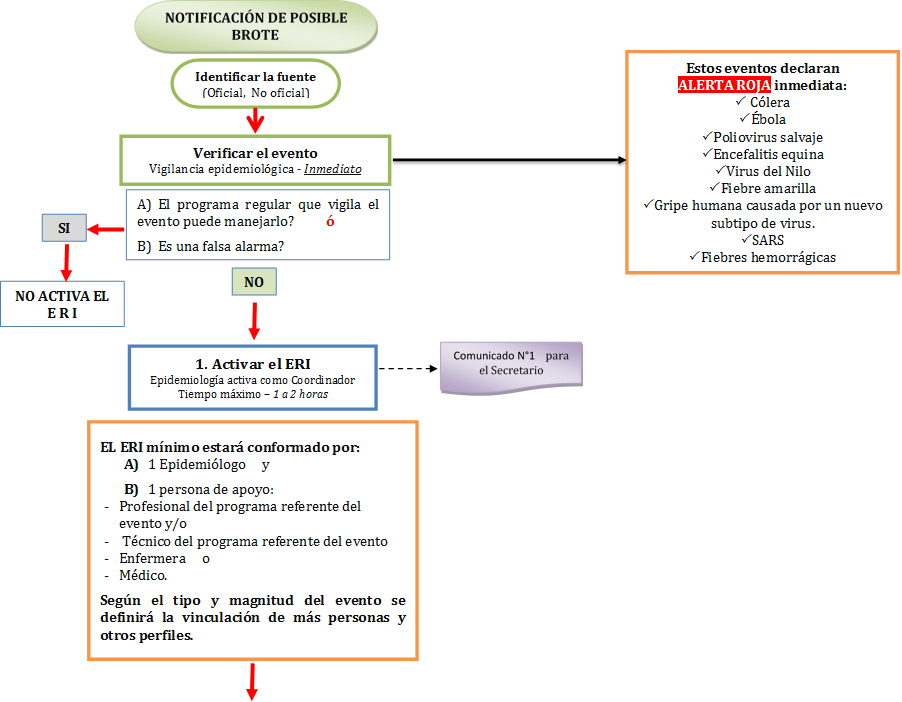 NOTIFICACIÓN DE POSIBLE
BROTE
Identificar la fuente
(Oficial, No oficial)
Verificar el evento
Vigilancia epidemiológica - Inmediato
Estos eventos declaran
ALERTA ROJA inmediata:
✓ Cólera
✓ Ébola
✓ Poliovirus salvaje
✓ Encefalitis equina
✓ Virus del Nilo
✓ Fiebre amarilla
✓ Gripe humana causada por un nuevo
subtipo de virus.
✓ SARS
✓ Fiebres hemorrágicas
A) El programa regular que vigila el
evento puede manejarlo? ó
B) Es una falsa alarma?
SI
NO ACTIVA EL
E R I
NO
1. Activar el ERI
Epidemiología activa como Coordinador
Tiempo máximo – 1 a 2 horas
Comunicado N°1 para
el Secretario
EL ERI mínimo estará conformado por:
A) 1 Epidemiólogo y
B) 1 persona de apoyo:
- Profesional del programa referente del
evento y/o
- Técnico del programa referente del evento
- Enfermera o
- Médico.
Según el tipo y magnitud del evento se
definirá la vinculación de más personas y
otros perfiles.